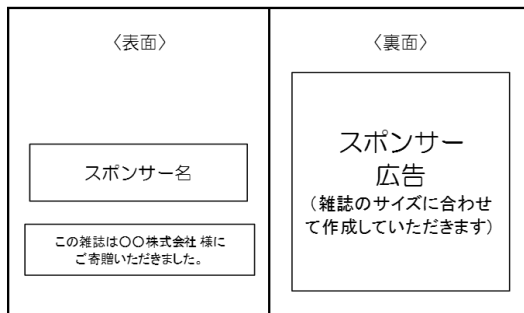 〈表面〉
スポンサー名
この雑誌は〇〇株式会社 様に
ご寄贈いただきました。
〈裏面〉
スポンサー
広告
(雑誌のサイズに合わせ
て作成していただきます)